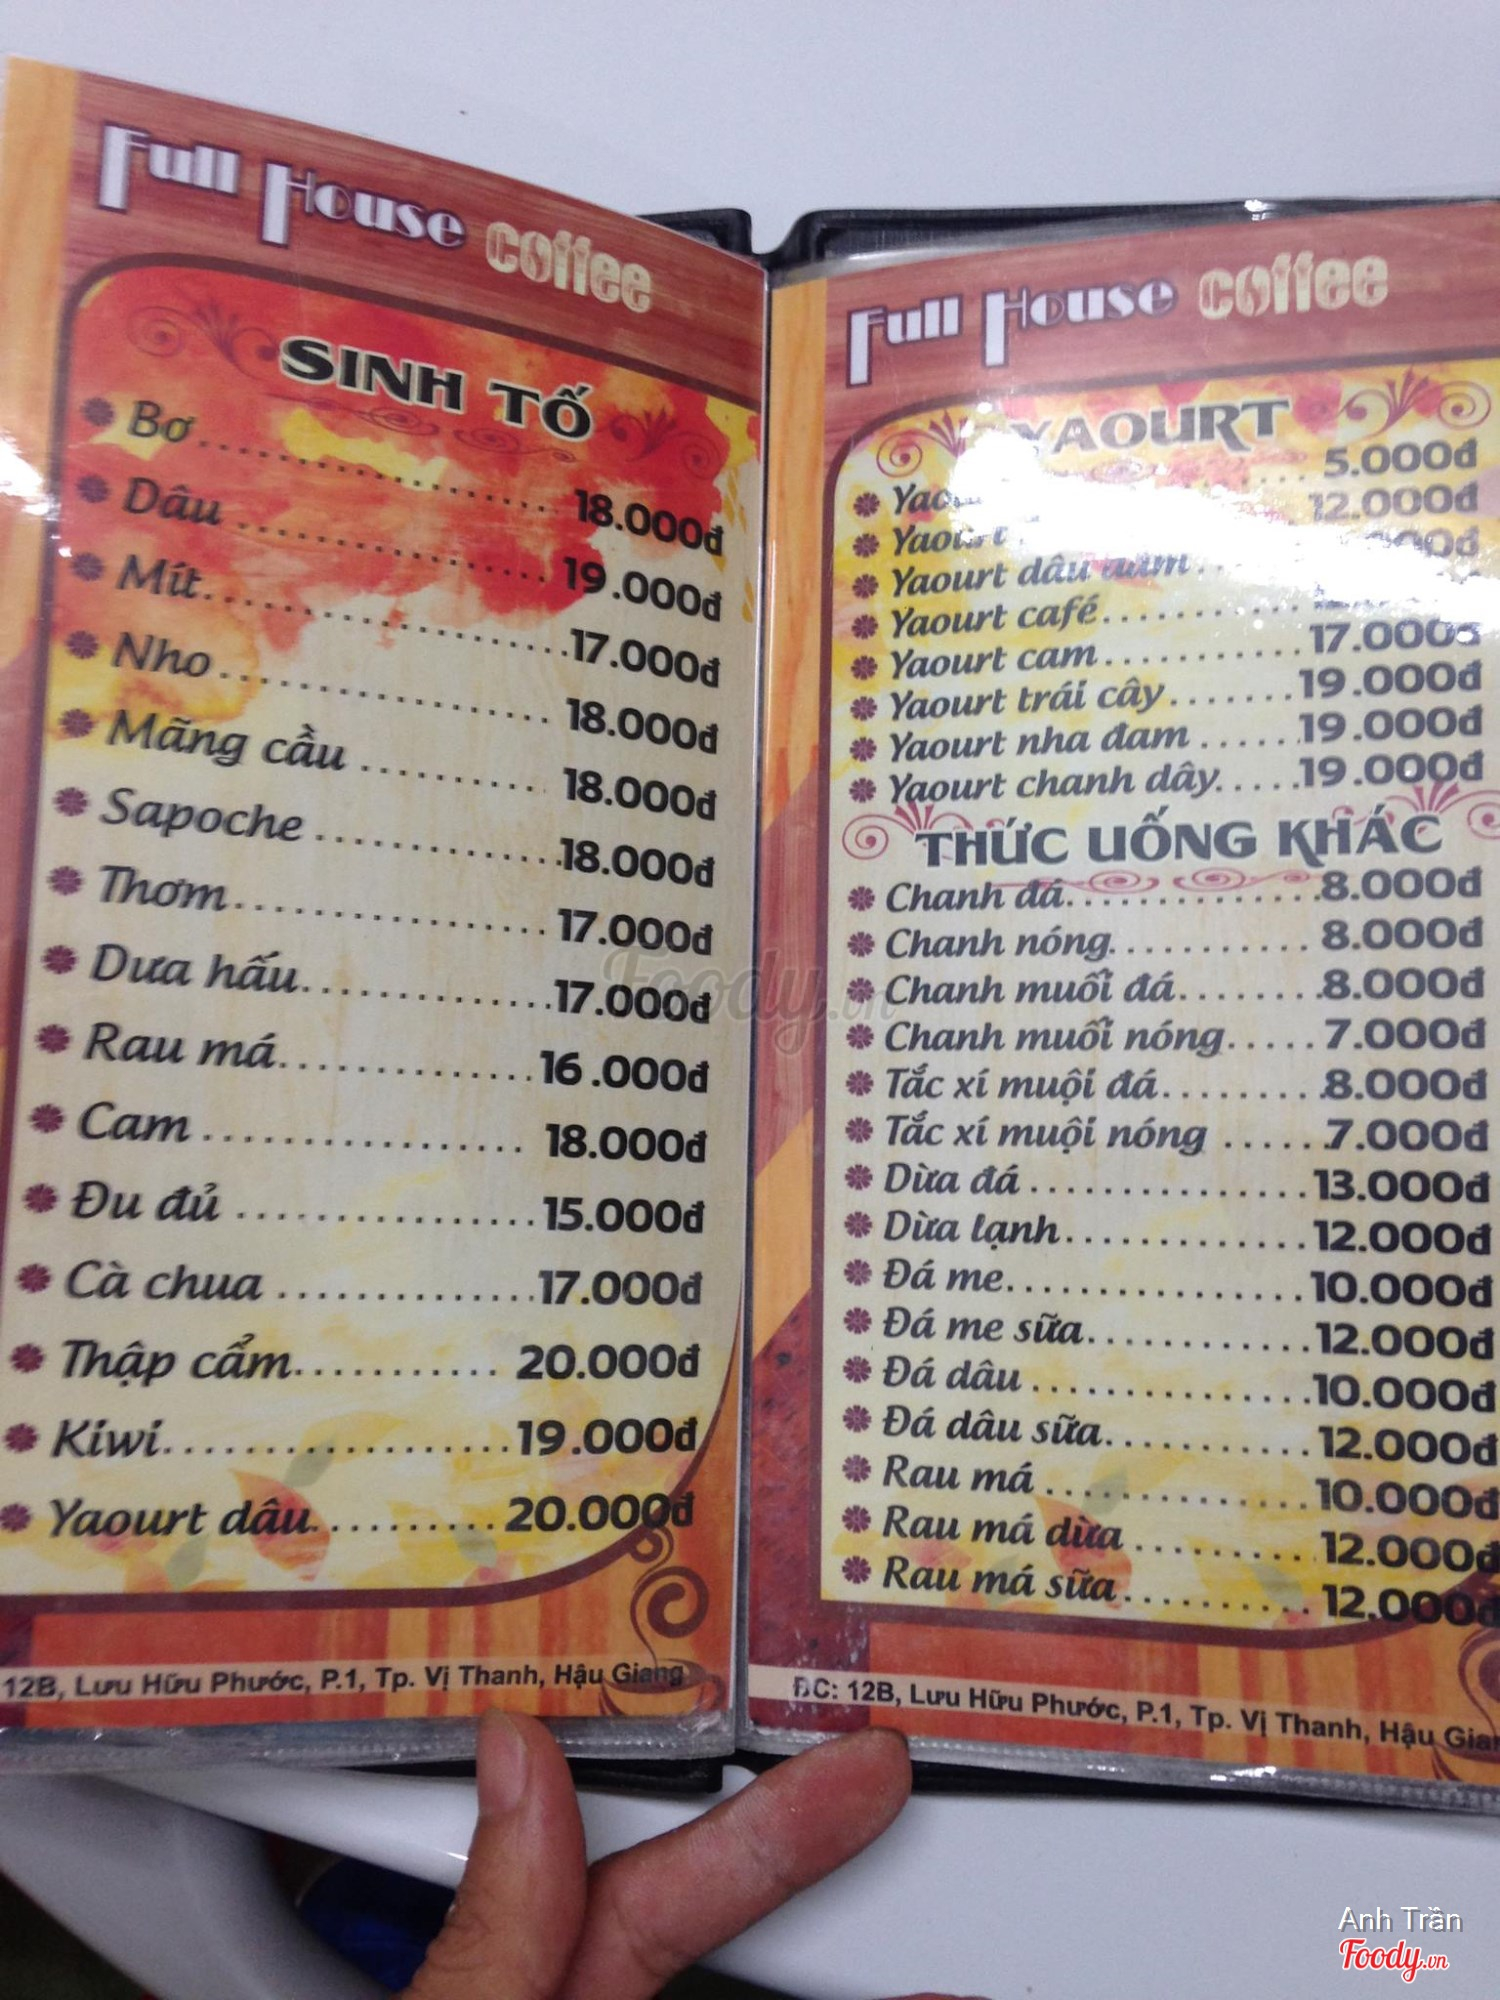 Full House coffee
SINH TỐ
Bơ 18.000đ
Dâu 19.000đ
Mít 17.000đ
Nho 18.000đ
Mãng cầu 18.000đ
Sapoche 18.000đ
Thơm 17.000đ
Dưa hấu 17.000đ
Rau má 16.000đ
Cam 18.000đ
Đu đủ 15.000đ
Cà chua 17.000đ
Thập cẩm 20.000đ
Kiwi 19.000đ
Yaourt dâu 20.000đ
12B, Lưu Hữu Phước, P.1, Tp. Vị Thanh, Hậu Giang
Full House coffee
YAOURT
5.000đ
Yaourt 12.000đ
Yaourt dâu
Yaourt café
Yaourt cam 17.000đ
Yaourt trái cây 19.000đ
Yaourt nha đam 19.000đ
Yaourt chanh dây 19.000đ
THỨC UỐNG KHÁC
Chanh đá 8.000đ
Chanh nóng 8.000đ
Chanh muối đá 8.000đ
Chanh muối nóng 7.000đ
Tắc xí muội đá 8.000đ
Tắc xí muội nóng 7.000đ
Dừa đá 13.000đ
Dừa lạnh 12.000đ
Đá me 10.000đ
Đá me sữa 12.000đ
Đá dâu 10.000đ
Đá dâu sữa 12.000đ
Rau má 10.000đ
Rau má dừa 12.000đ
Rau má sữa 12.000đ
ĐC: 12B, Lưu Hữu Phước, P.1, Tp. Vị Thanh, Hậu Gian
Foody.vn
Anh Trần
Foody.vn